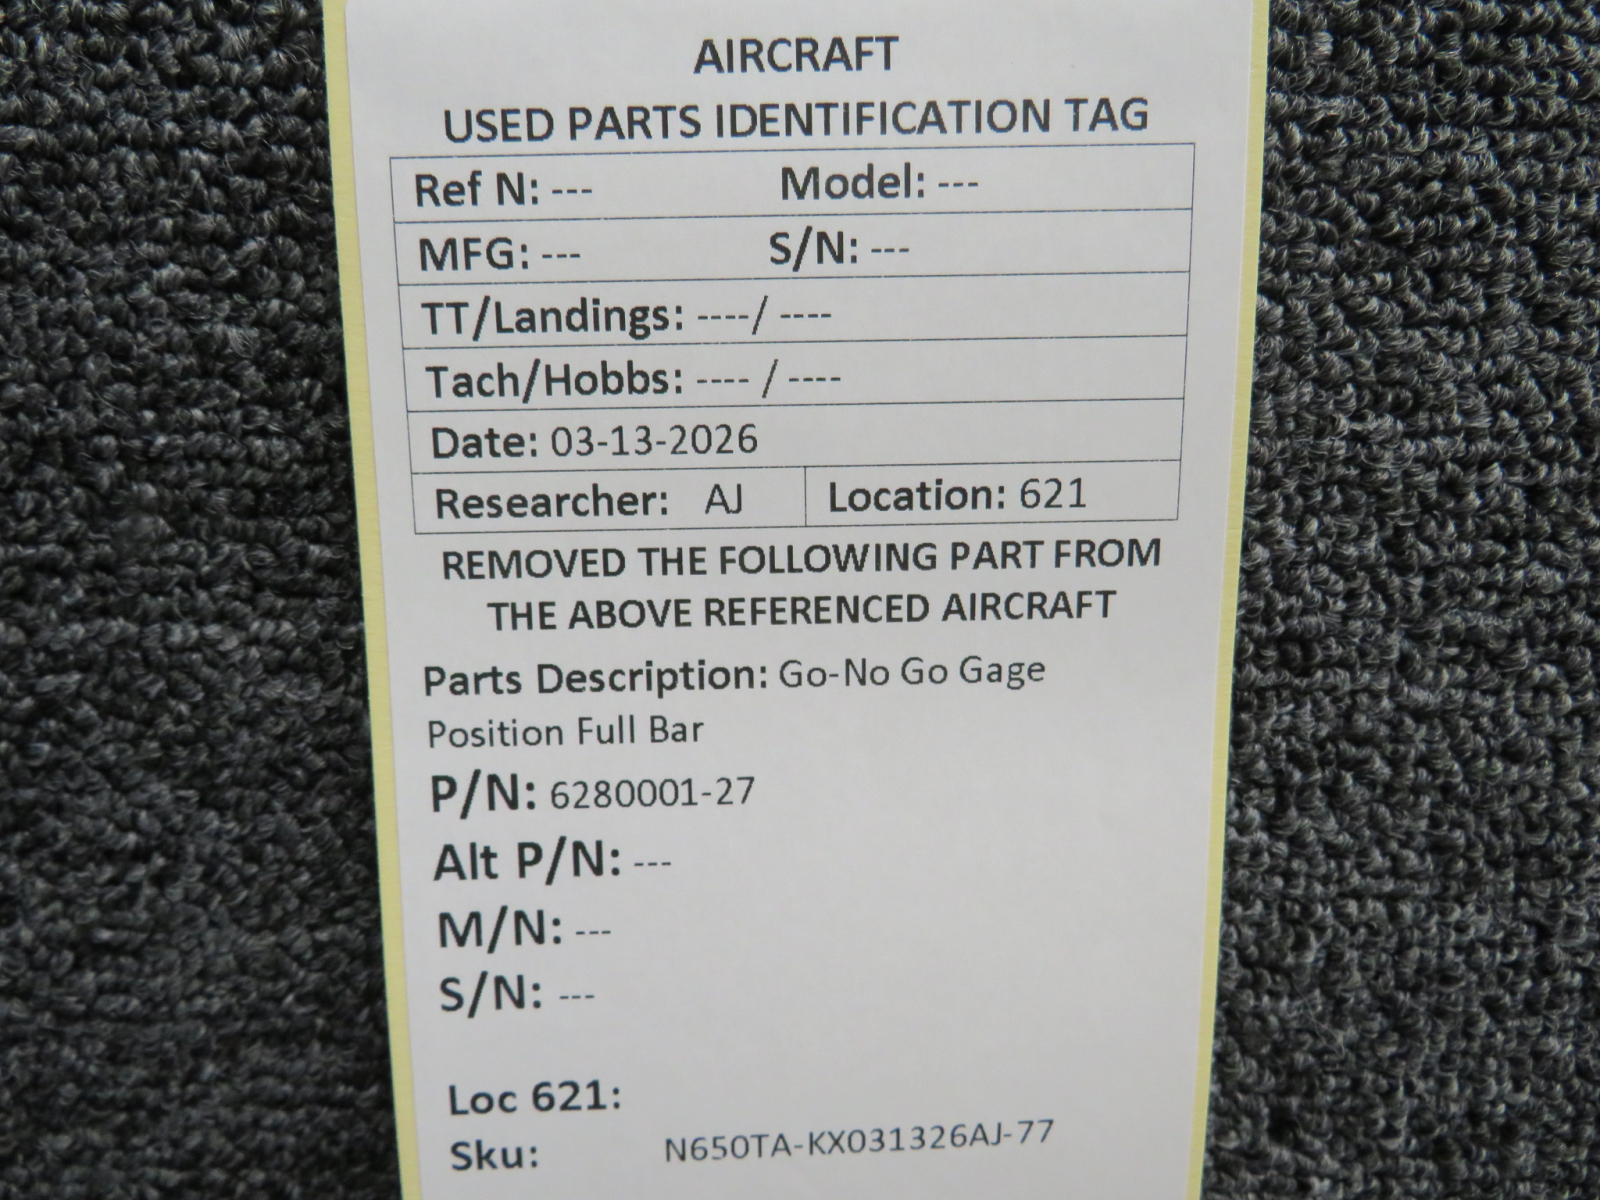 AIRCRAFT
USED PARTS IDENTIFICATION TAG
Ref N: --- Model: ---
MFG: --- S/N: ---
TT/Landings: ----/ ----
Tach/Hobbs: ---- / ----
Date: 03-13-2026
Researcher: AJ Location: 621
REMOVED THE FOLLOWING PART FROM
THE ABOVE REFERENCED AIRCRAFT
Parts Description: Go-No Go Gage
Position Full Bar
P/N: 6280001-27
Alt P/N: ---
M/N: ---
S/N: ---
Loc 621:
Sku: N650TA-KX031326AJ-77